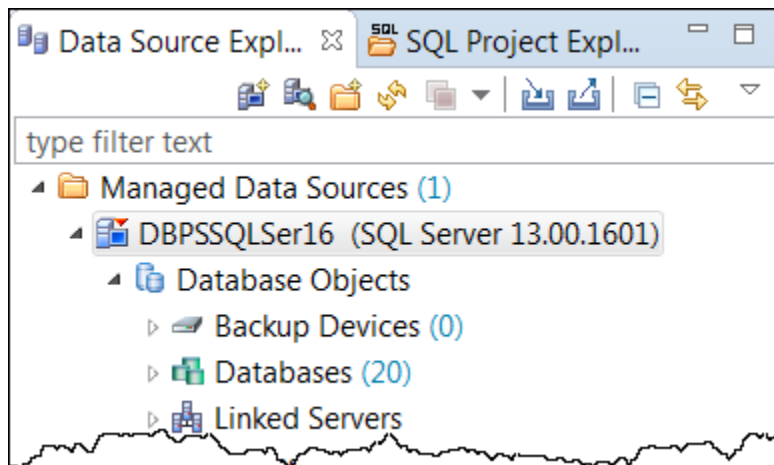 Data Source Expl... SQL Project Expl...
type filter text
Managed Data Sources (1)
DBPSSQLSer16 (SQL Server 13.00.1601)
Database Objects
Backup Devices (0)
Databases (20)
Linked Servers